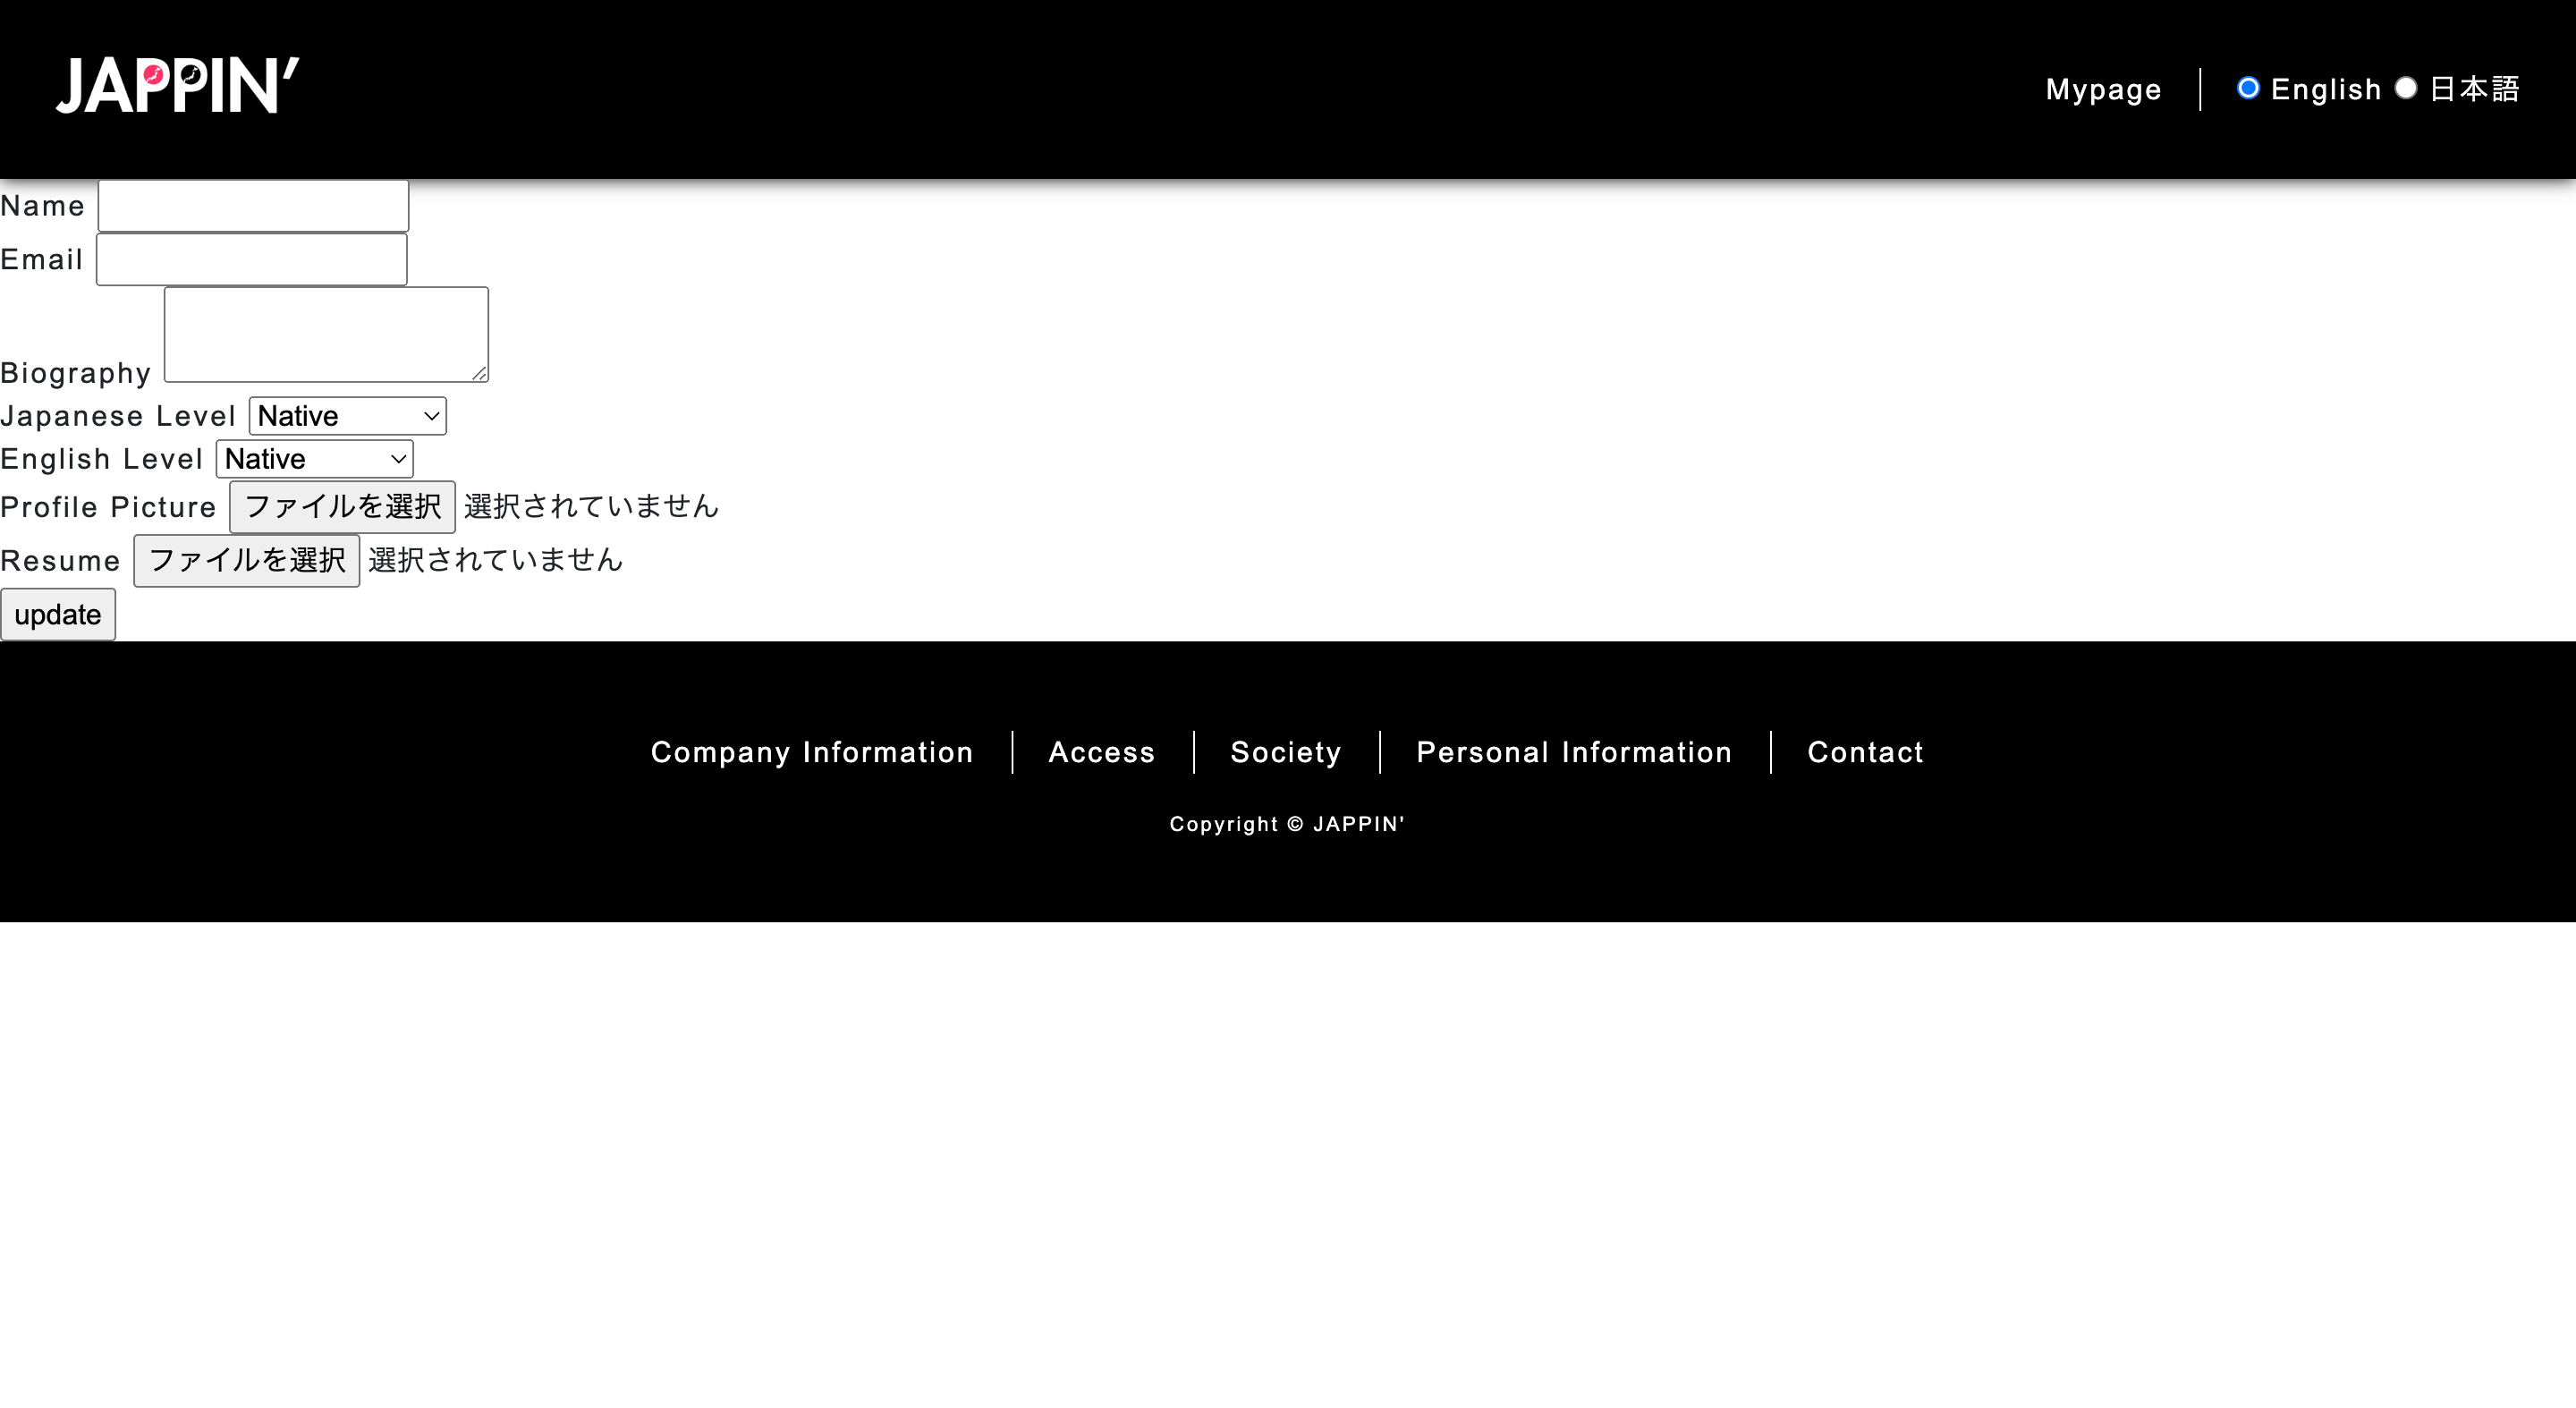 JAPPIN'
Mypage English 日本語
Name
Email
Biography
Japanese Level Native
English Level Native
Profile Picture ファイルを選択 選択されていません
Resume ファイルを選択 選択されていません
update
Company Information Access Society Personal Information Contact
Copyright © JAPPIN'